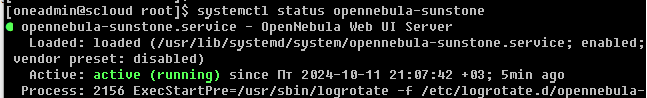 [oneadmin@scloud root]$ systemctl status opennebula-sunstone
● opennebula-sunstone.service - OpenNebula Web UI Server
Loaded: loaded (/usr/lib/systemd/system/opennebula-sunstone.service; enabled;
vendor preset: disabled)
Active: active (running) since Пт 2024-10-11 21:07:42 +03; 5min ago
Process: 2156 ExecStartPre=/usr/sbin/logrotate -f /etc/logrotate.d/opennebula-